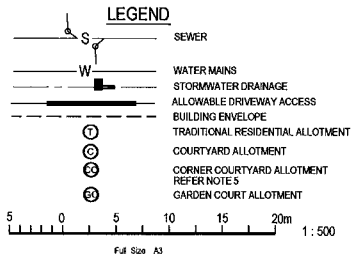 LEGEND
S SEWER
W WATER MAINS
STORMWATER DRAINAGE
ALLOWABLE DRIVEWAY ACCESS
BUILDING ENVELOPE
T TRADITIONAL RESIDENTIAL ALLOTMENT
C COURTYARD ALLOTMENT
CC CORNER COURTYARD ALLOTMENT
REFER NOTE 5
GC GARDEN COURT ALLOTMENT
5 0 5 10 15 20m
1 : 500
Full Size A3